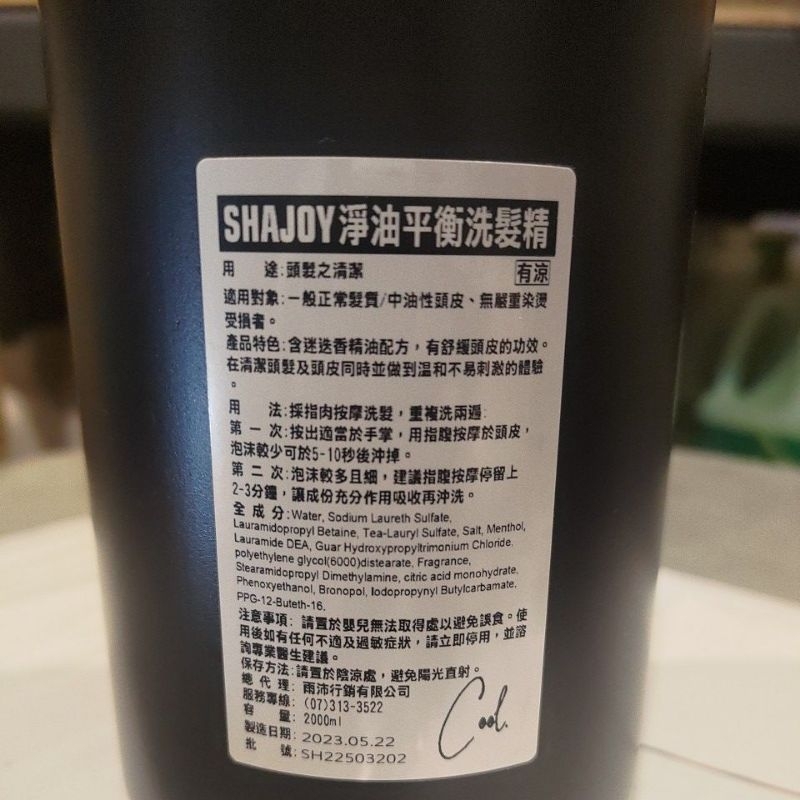 SHAJOY淨油平衡洗髮精
用 途:頭髮之清潔 有涼
適用對象:一般正常髮質/中油性頭皮、無嚴重染燙
受損者。
產品特色:含迷迭香精油配方，有舒緩頭皮的功效。
在清潔頭髮及頭皮同時並做到溫和不易刺激的體驗
。
用 法:採指肉按摩洗髮，重複洗兩遍:
第 一 次:按出適當於手掌，用指腹按摩於頭皮，
泡沫較少可於5-10秒後沖掉。
第 二 次:泡沫較多且細，建議指腹按摩停留上
2-3分鐘，讓成份充分作用吸收再沖洗。
全 成 分:Water, Sodium Laureth Sulfate,
Lauramidopropyl Betaine, Tea-Lauryl Sulfate, Salt, Menthol,
Lauramide DEA, Guar Hydroxypropyltrimonium Chloride.
polyethylene glycol(6000)distearate, Fragrance,
Stearamidopropyl Dimethylamine, citric acid monohydrate,
Phenoxyethanol, Bronopol, Iodopropynyl Butylcarbamate.
PPG-12-Buteth-16.
注意事項: 請置於嬰兒無法取得處以避免誤食。使
用後如有任何不適及過敏症狀，請立即停用，並諮
詢專業醫生建議。
保存方法:請置於陰涼處，避免陽光直射。
總 代 理: 雨沛行銷有限公司
服務專線: (07)313-3522
容 量: 2000ml
製造日期: 2023.05.22
批 號: SH22503202
Cool.